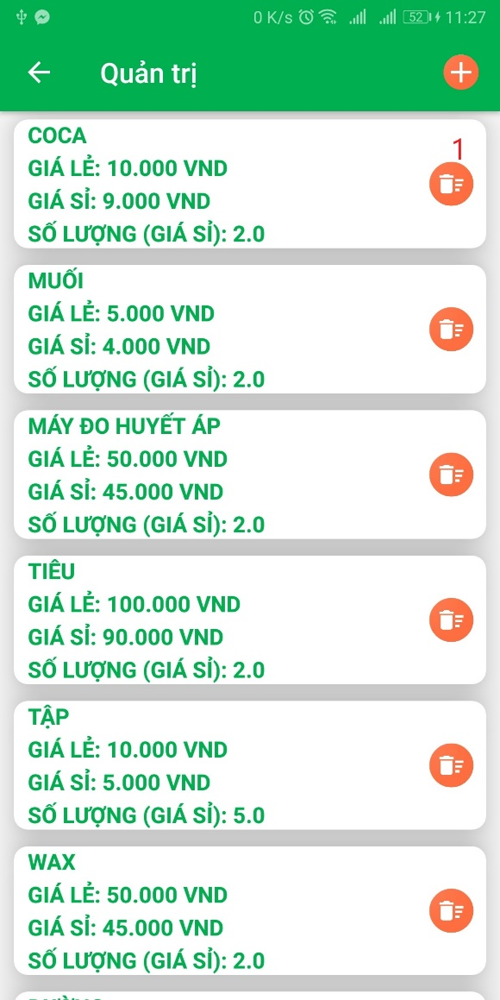 0 K/s 52 11:27
Quản trị
1
COCA
GIÁ LẺ: 10.000 VND
GIÁ SỈ: 9.000 VND
SỐ LƯỢNG (GIÁ SỈ): 2.0
MUỐI
GIÁ LẺ: 5.000 VND
GIÁ SỈ: 4.000 VND
SỐ LƯỢNG (GIÁ SỈ): 2.0
MÁY ĐO HUYẾT ÁP
GIÁ LẺ: 50.000 VND
GIÁ SỈ: 45.000 VND
SỐ LƯỢNG (GIÁ SỈ): 2.0
TIÊU
GIÁ LẺ: 100.000 VND
GIÁ SỈ: 90.000 VND
SỐ LƯỢNG (GIÁ SỈ): 2.0
TẬP
GIÁ LẺ: 10.000 VND
GIÁ SỈ: 5.000 VND
SỐ LƯỢNG (GIÁ SỈ): 5.0
WAX
GIÁ LẺ: 50.000 VND
GIÁ SỈ: 45.000 VND
SỐ LƯỢNG (GIÁ SỈ): 2.0